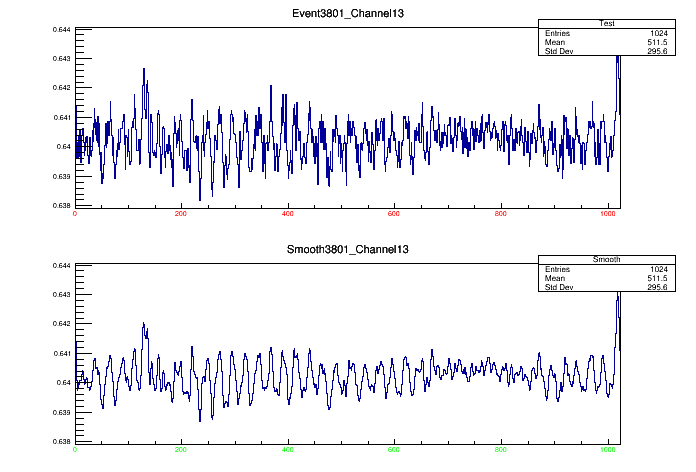 Event3801_Channel13
Test
Entries 1024
Mean 511.5
Std Dev 295.6
0.644
0.643
0.642
0.641
0.64
0.639
0.638
0 200 400 600 800 1000
Smooth3801_Channel13
Smooth
Entries 1024
Mean 511.5
Std Dev 295.6
0.644
0.643
0.642
0.641
0.64
0.639
0.638
0 200 400 600 800 1000